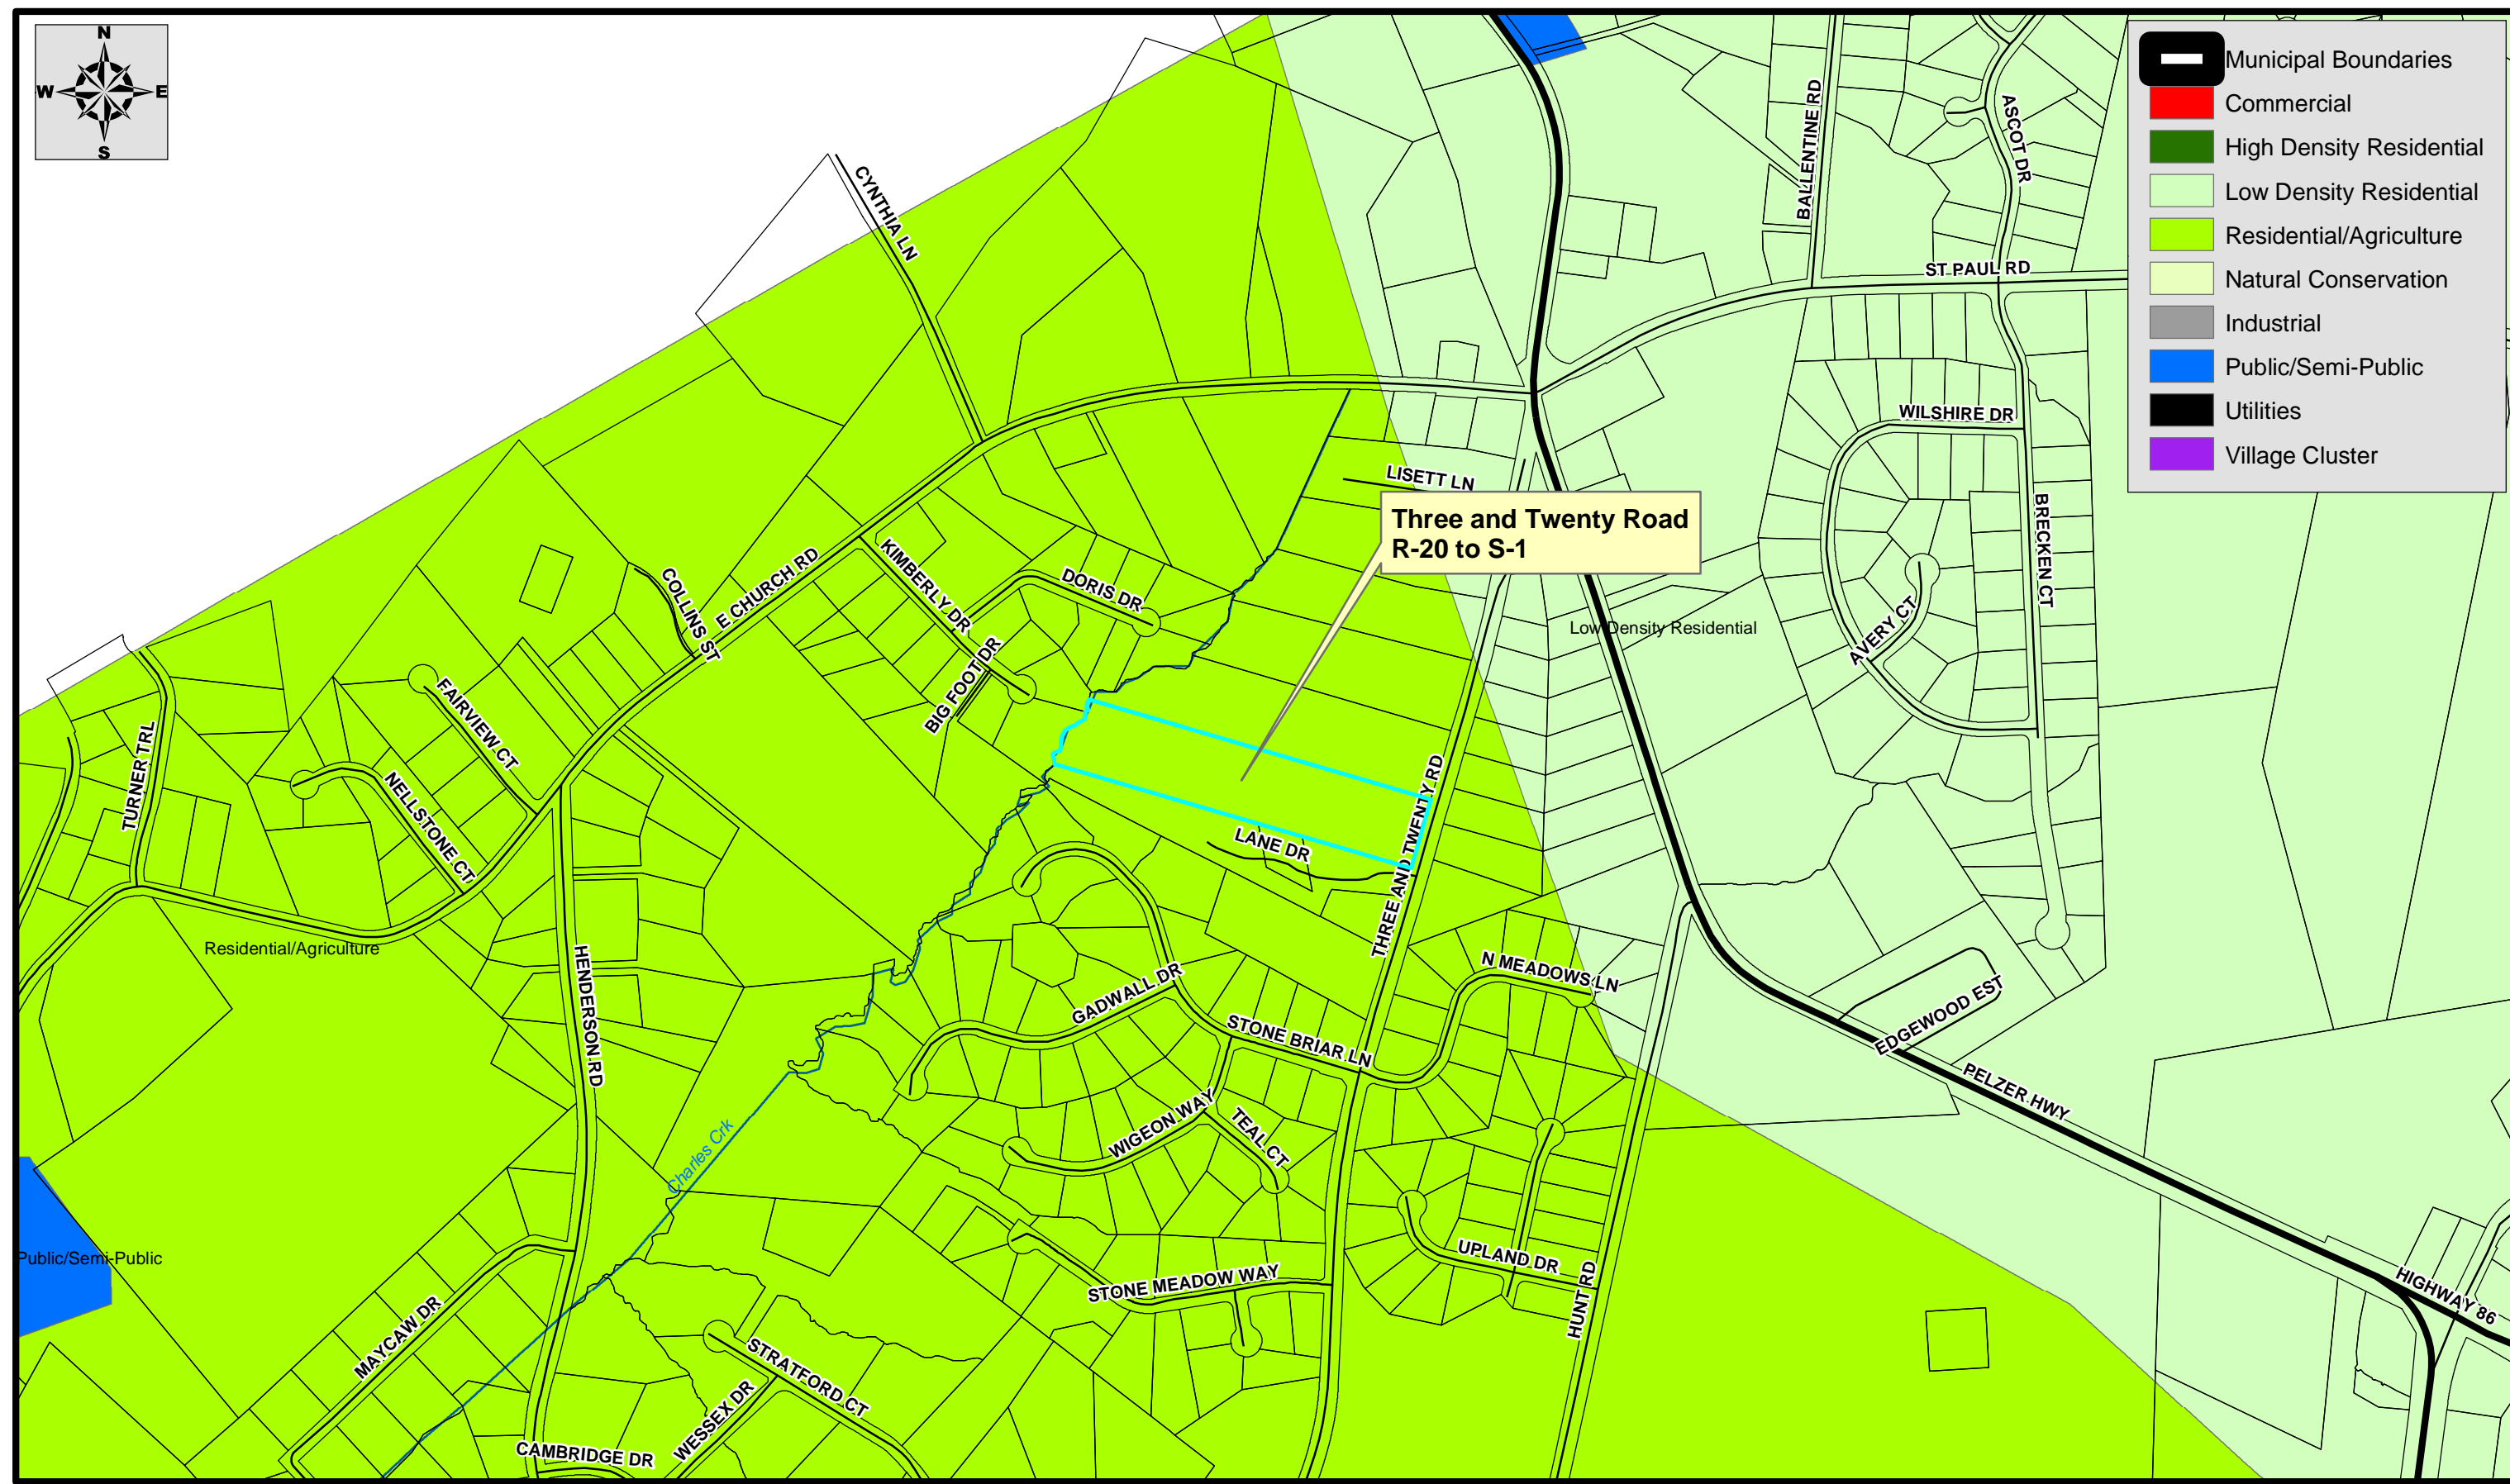 N
W
E
S
Municipal Boundaries
Commercial
High Density Residential
Low Density Residential
Residential/Agriculture
Natural Conservation
Industrial
Public/Semi-Public
Utilities
Village Cluster
CYNTHIA LN
BALLENTINE RD
ASCOT DR
ST PAUL RD
WILSHIRE DR
LISETT LN
Three and Twenty Road
R-20 to S-1
BRECKEN CT
E CHURCH RD
COLLINS ST
KIMBERLY DR
DORIS DR
BIG FOOT DR
Low Density Residential
AVERY CT
FAIRVIEW CT
TURNER TRL
NELLSTONE CT
LANE DR
THREE AND TWENTY RD
Residential/Agriculture
HENDERSON RD
GADWALL DR
N MEADOWS LN
STONE BRIAR LN
EDGEWOOD EST
PELZER HWY
WIGEON WAY
TEAL CT
Charles Crk
Public/Semi-Public
UPLAND DR
HUNT RD
STONE MEADOW WAY
HIGHWAY 86
MAYCAW DR
STRATFORD CT
WESSEX DR
CAMBRIDGE DR